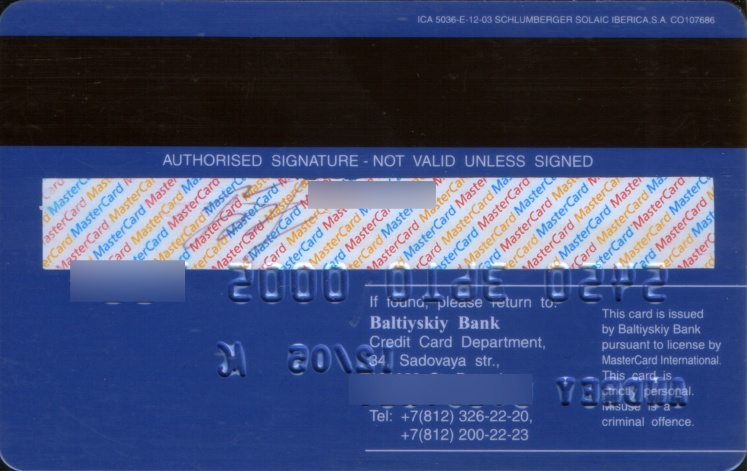 ICA 5036-E-12-03 SCHLUMBERGER SOLAIC IBERICA.S.A. CO107686
AUTHORISED SIGNATURE - NOT VALID UNLESS SIGNED
MasterCard MasterCard MasterCard MasterCard
If found, please return to:
Baltiyskiy Bank
Credit Card Department,
34, Sadovaya str.,
Tel: +7(812) 326-22-20,
+7(812) 200-22-23
This card is issued
by Baltiyskiy Bank
pursuant to license by
MasterCard International.
This card is
strictly personal.
Misuse is a
criminal offence.